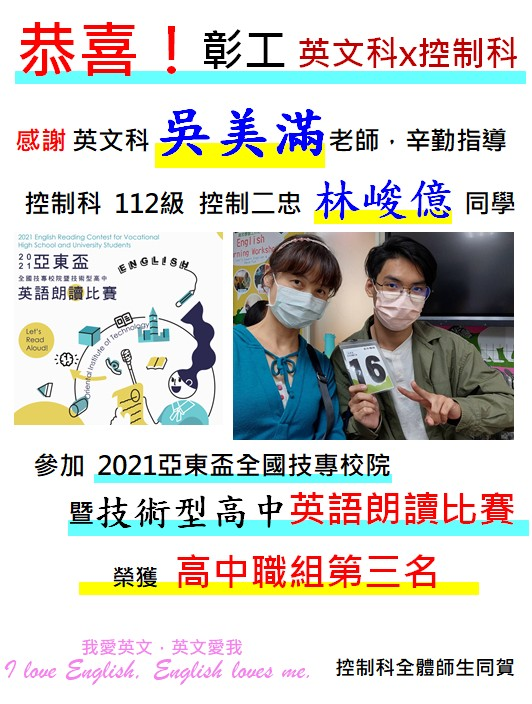 恭喜！彰工 英文科x控制科
感謝 英文科 吳美滿 老師，辛勤指導
控制科 112級 控制二忠 林峻億 同學
2021 English Reading Contest for Vocational
High School and University Students
2021亞東盃
全國技專校院暨技術型高中
英語朗讀比賽
ENGLISH
Let's
Read
Aloud!
Oriental Institute of Technology
English
Learning Workshop
16
參加 2021亞東盃全國技專校院
暨技術型高中英語朗讀比賽
榮獲 高中職組第三名
我愛英文．英文愛我
I love English, English loves me.
控制科全體師生同賀